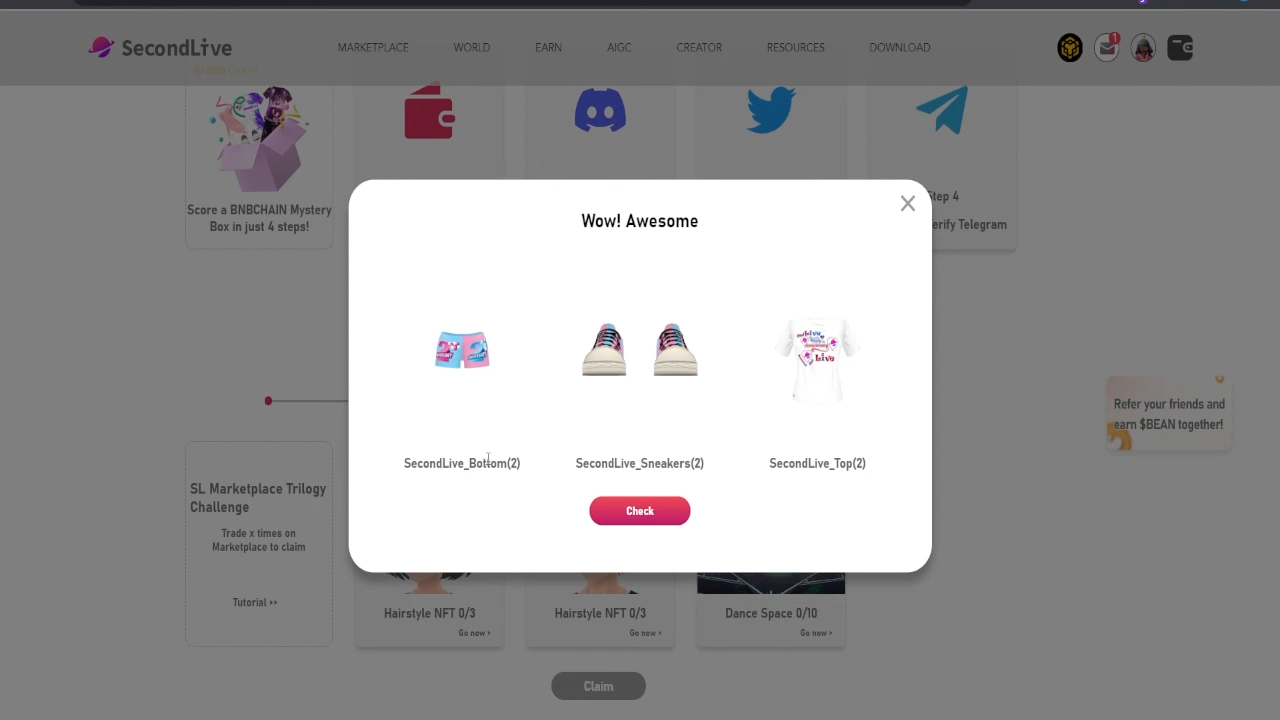 SecondLive
MARKETPLACE
WORLD
EARN
AIGC
CREATOR
RESOURCES
DOWNLOAD
1
Score a BNBCHAIN Mystery
Box in just 4 steps!
Step 4
Verify Telegram
Wow! Awesome
SecondLive_Bottom(2)
SecondLive_Sneakers(2)
SecondLive_Top(2)
Check
Refer your friends and
earn $BEAN together!
SL Marketplace Trilogy
Challenge
Trade x times on
Marketplace to claim
Tutorial >>
Hairstyle NFT 0/3
Go now >
Hairstyle NFT 0/3
Go now >
Dance Space 0/10
Go now >
Claim